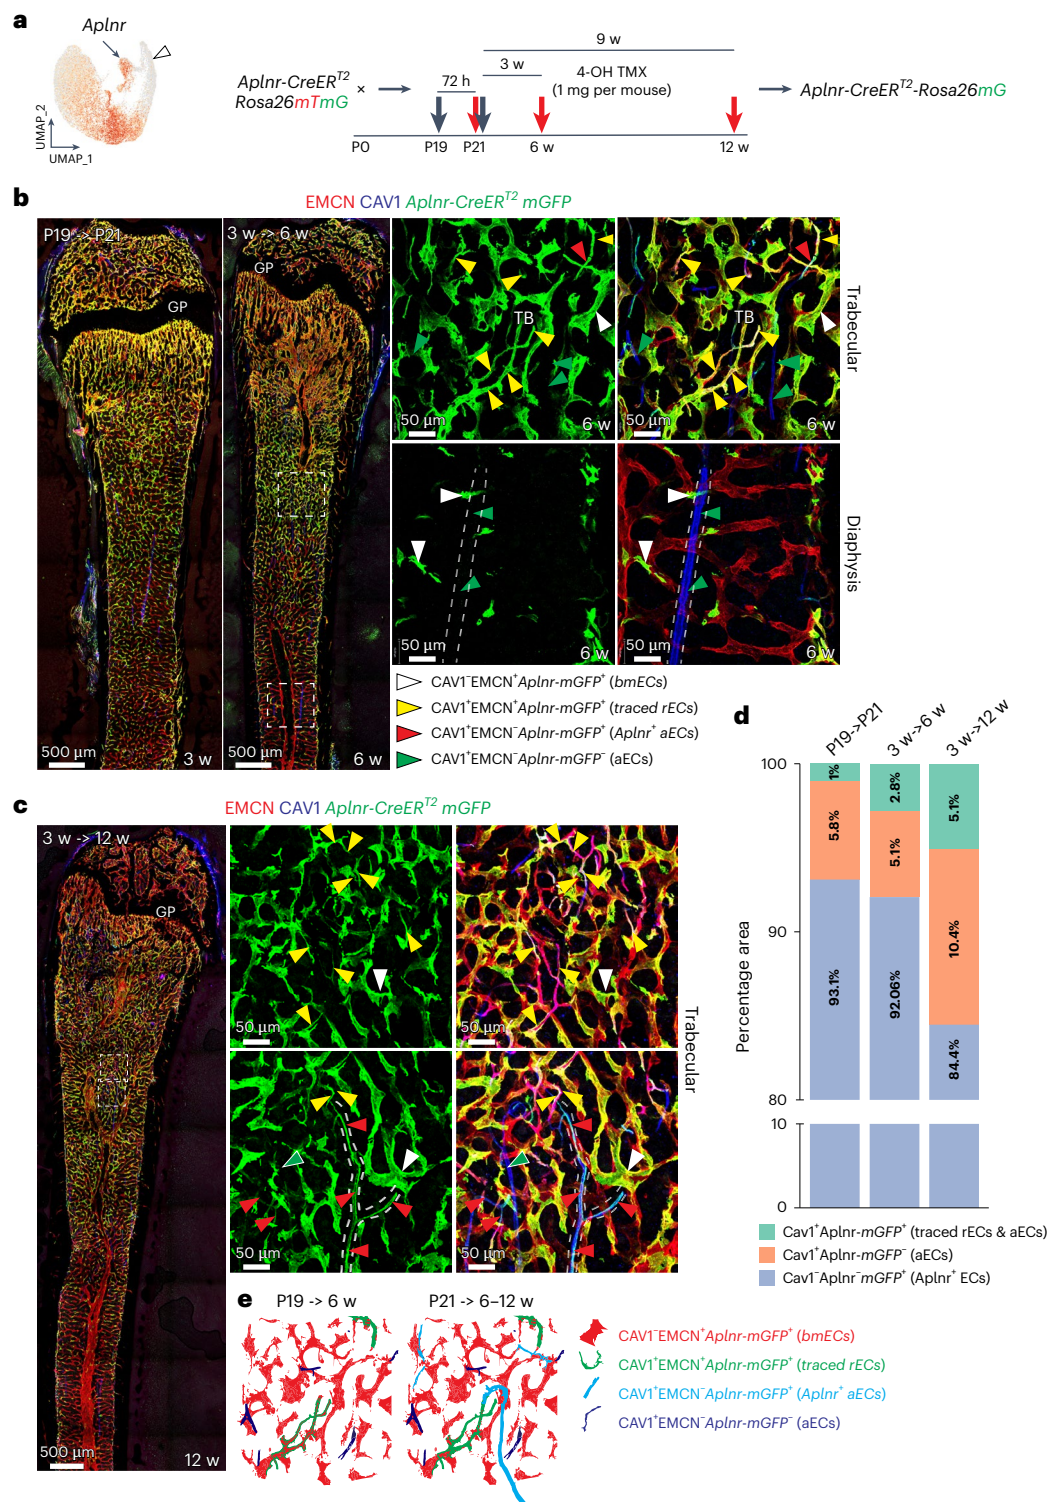 a
Aplnr
UMAP_2
UMAP_1
Aplnr-CreER^T2 ×
Rosa26mTmG
72 h
3 w
9 w
4-OH TMX
(1 mg per mouse)
Aplnr-CreER^T2-Rosa26mG
P0
P19
P21
6 w
12 w
b
EMCN CAV1 Aplnr-CreER^T2 mGFP
P19 -> P21
GP
500 µm
3 w
3 w -> 6 w
GP
500 µm
6 w
TB
50 µm
6 w
TB
50 µm
6 w
Trabecular
50 µm
6 w
50 µm
6 w
Diaphysis
CAV1⁻EMCN⁺Aplnr-mGFP⁺ (bmECs)
CAV1⁺EMCN⁺Aplnr-mGFP⁺ (traced rECs)
CAV1⁺EMCN⁻Aplnr-mGFP⁺ (Aplnr⁺ aECs)
CAV1⁺EMCN⁻Aplnr-mGFP⁻ (aECs)
c
EMCN CAV1 Aplnr-CreER^T2 mGFP
3 w -> 12 w
GP
500 µm
12 w
50 µm
50 µm
50 µm
50 µm
Trabecular
d
P19->P21
3 w->6 w
3 w->12 w
Percentage area
100
90
80
10
0
1%
5.8%
93.1%
2.8%
5.1%
92.06%
5.1%
10.4%
84.4%
Cav1⁺Aplnr-mGFP⁺ (traced rECs & aECs)
Cav1⁺Aplnr-mGFP⁻ (aECs)
Cav1⁻Aplnr⁻mGFP⁺ (Aplnr⁺ ECs)
e
P19 -> 6 w
P21 -> 6–12 w
CAV1⁻EMCN⁺Aplnr-mGFP⁺ (bmECs)
CAV1⁺EMCN⁺Aplnr-mGFP⁺ (traced rECs)
CAV1⁺EMCN⁻Aplnr-mGFP⁺ (Aplnr⁺ aECs)
CAV1⁺EMCN⁻Aplnr-mGFP⁻ (aECs)